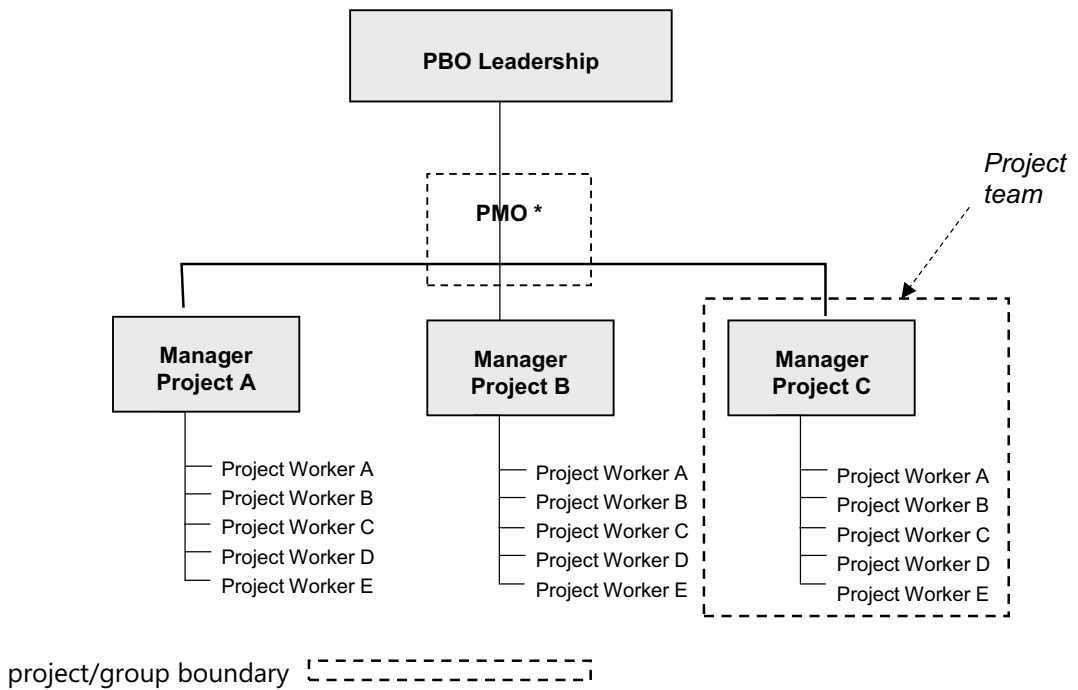 PBO Leadership
Project
team
PMO *
Manager
Project A
Manager
Project B
Manager
Project C
Project Worker A
Project Worker B
Project Worker C
Project Worker D
Project Worker E
Project Worker A
Project Worker B
Project Worker C
Project Worker D
Project Worker E
Project Worker A
Project Worker B
Project Worker C
Project Worker D
Project Worker E
project/group boundary